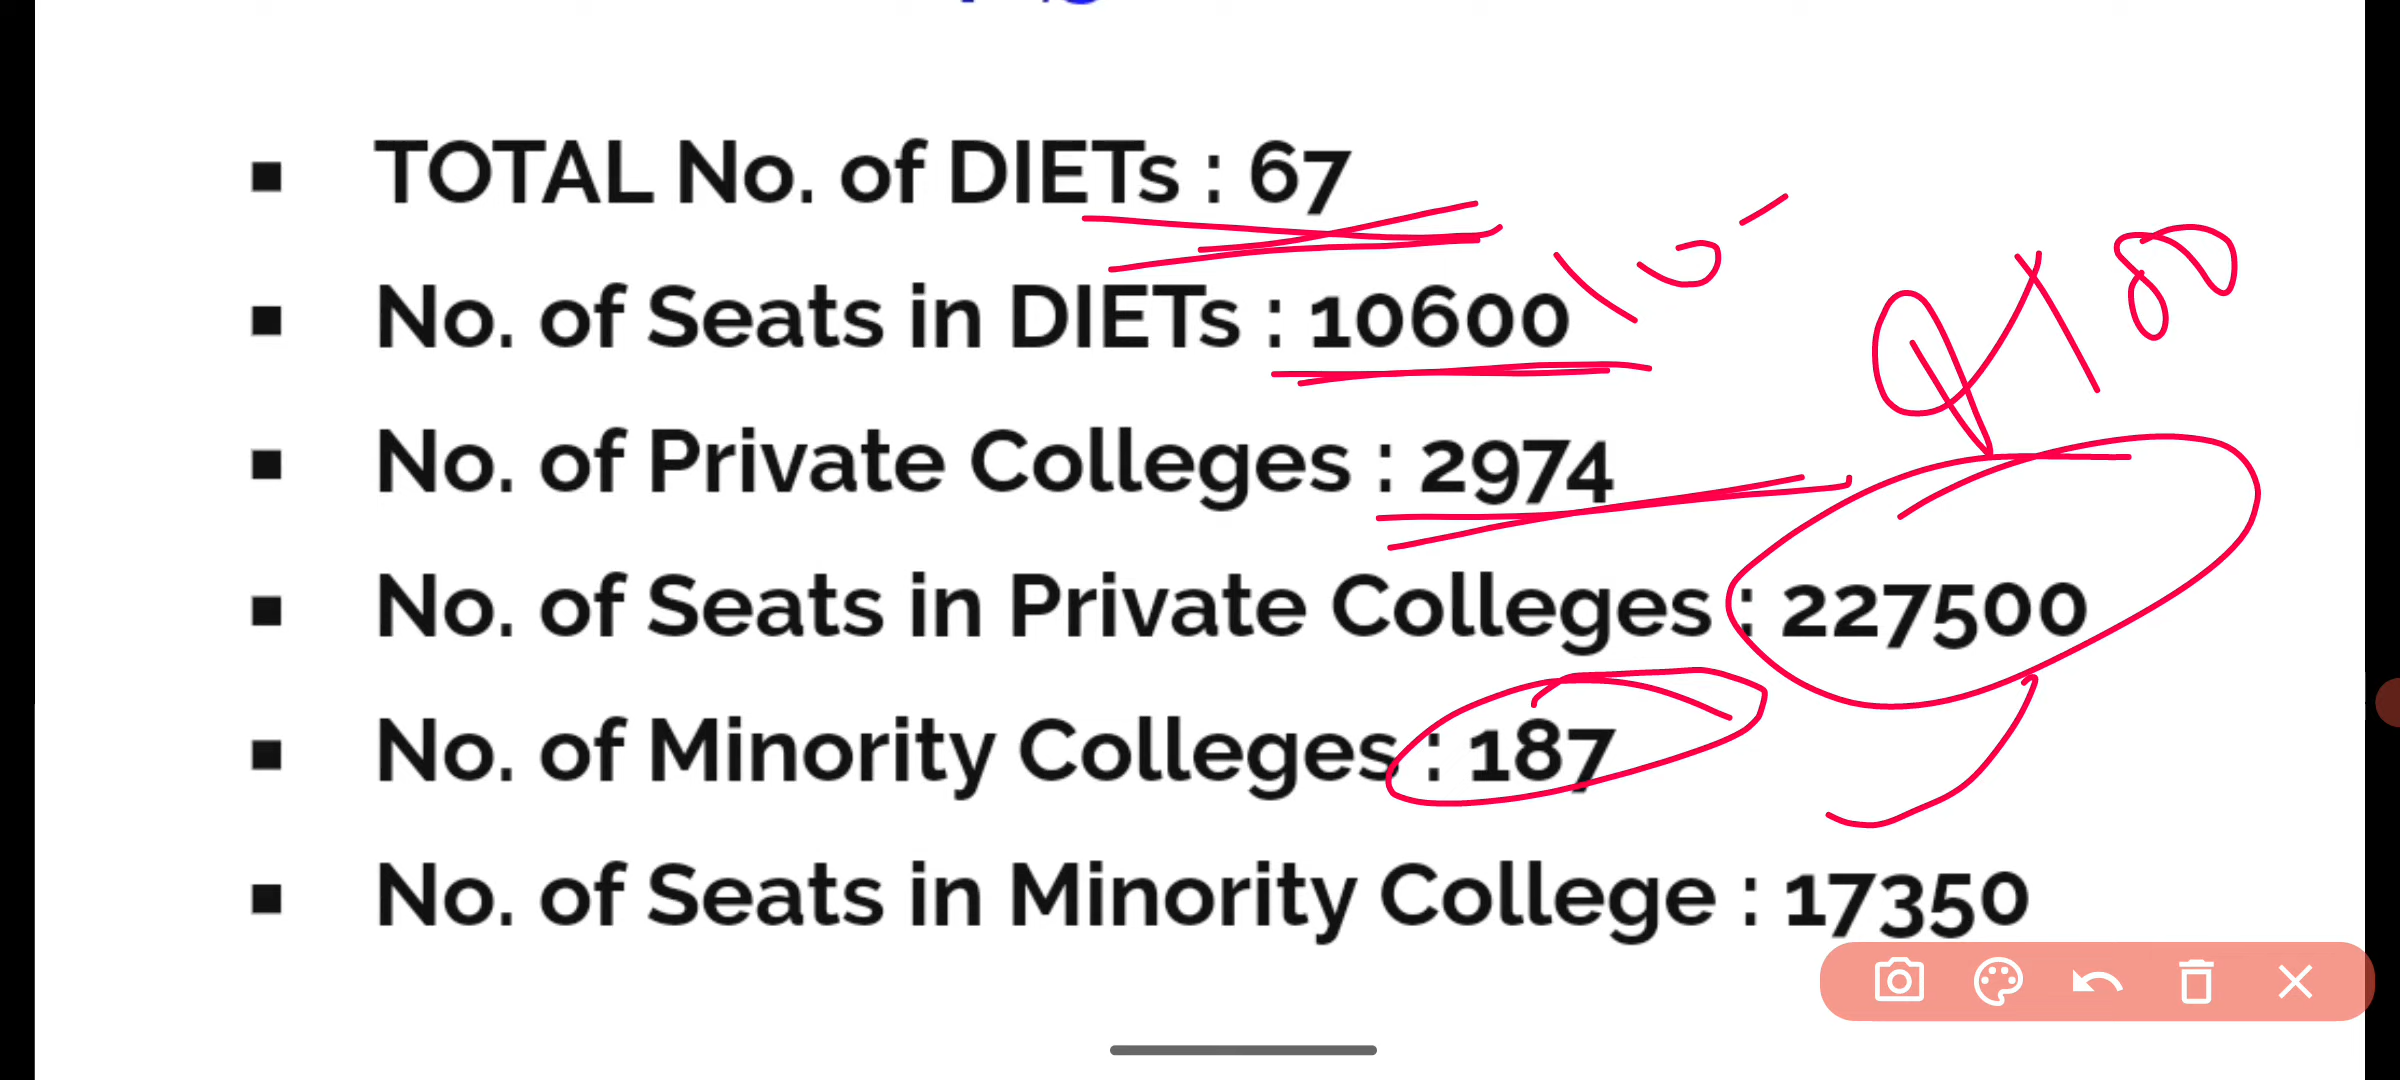 TOTAL No. of DIETs : 67
No. of Seats in DIETs : 10600
No. of Private Colleges : 2974
No. of Seats in Private Colleges : 227500
No. of Minority Colleges : 187
No. of Seats in Minority College : 17350